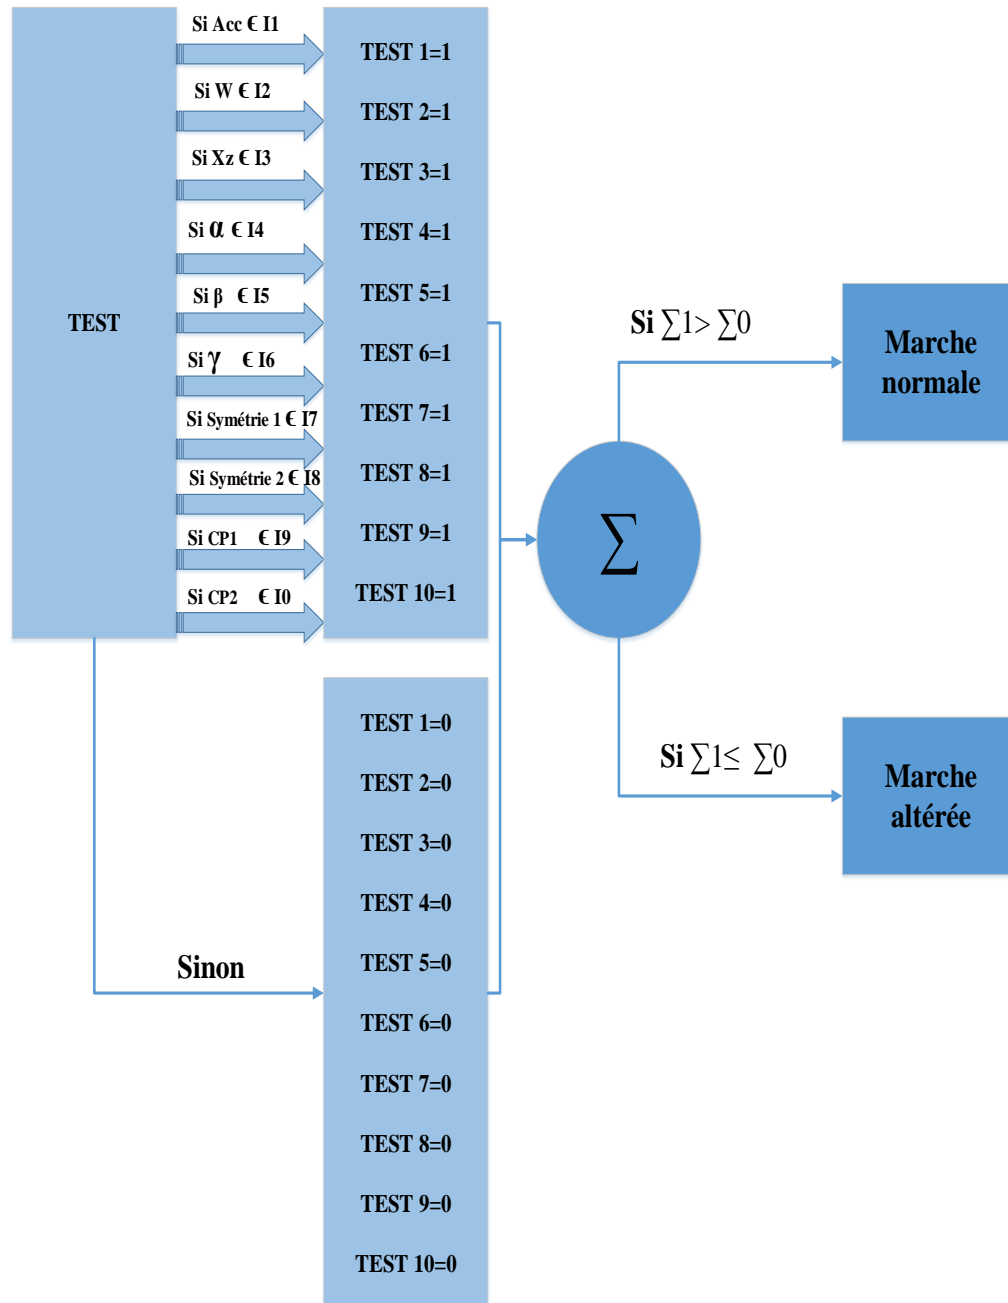 TEST
Si Acc ϵ I1
Si W ϵ I2
Si Xz ϵ I3
Si α ϵ I4
Si β ϵ I5
Si γ ϵ I6
Si Symétrie 1 ϵ I7
Si Symétrie 2 ϵ I8
Si CP1 ϵ I9
Si CP2 ϵ I0
TEST 1=1
TEST 2=1
TEST 3=1
TEST 4=1
TEST 5=1
TEST 6=1
TEST 7=1
TEST 8=1
TEST 9=1
TEST 10=1
Sinon
TEST 1=0
TEST 2=0
TEST 3=0
TEST 4=0
TEST 5=0
TEST 6=0
TEST 7=0
TEST 8=0
TEST 9=0
TEST 10=0
∑
Si ∑1> ∑0
Marche
normale
Si ∑1≤ ∑0
Marche
altérée